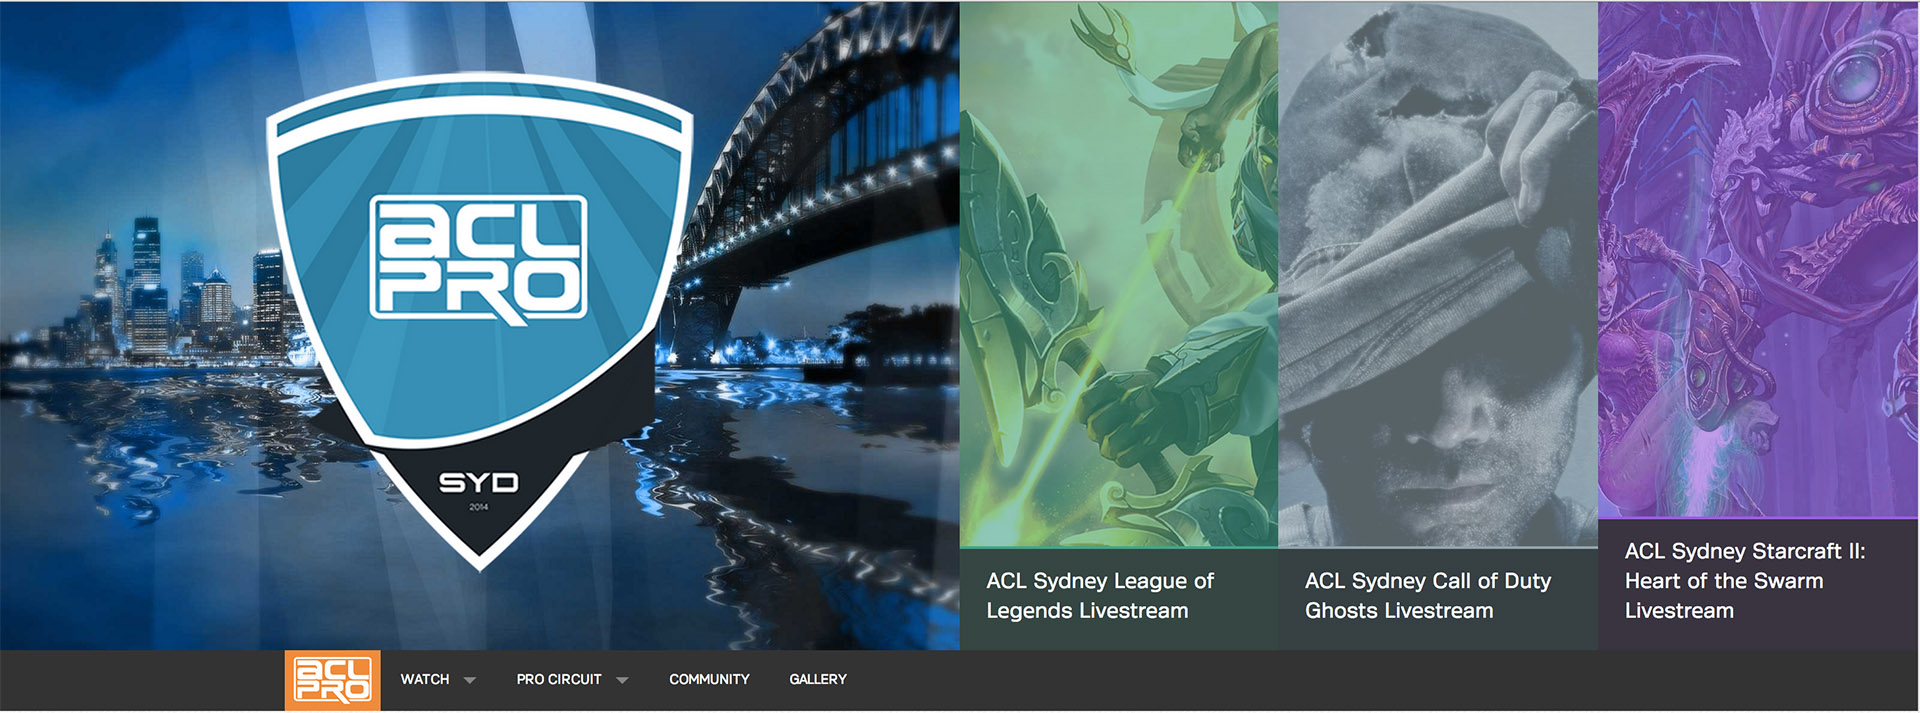 ACL
PRO
SYD
2014
ACL Sydney League of
Legends Livestream
ACL Sydney Call of Duty
Ghosts Livestream
ACL Sydney Starcraft II:
Heart of the Swarm
Livestream
ACL
PRO
WATCH
PRO CIRCUIT
COMMUNITY
GALLERY